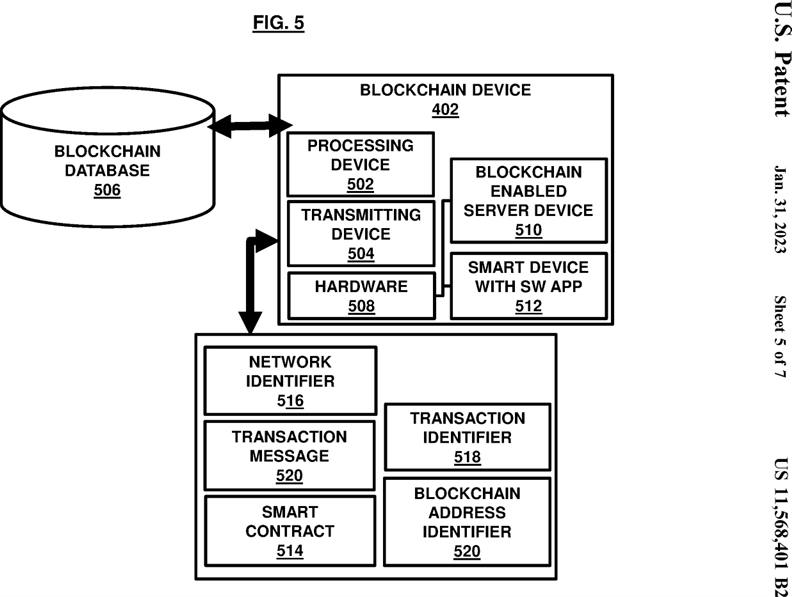 FIG. 5
BLOCKCHAIN DEVICE
402
BLOCKCHAIN
DATABASE
506
PROCESSING
DEVICE
502
TRANSMITTING
DEVICE
504
HARDWARE
508
BLOCKCHAIN
ENABLED
SERVER DEVICE
510
SMART DEVICE
WITH SW APP
512
NETWORK
IDENTIFIER
516
TRANSACTION
MESSAGE
520
SMART
CONTRACT
514
TRANSACTION
IDENTIFIER
518
BLOCKCHAIN
ADDRESS
IDENTIFIER
520
U.S. Patent
Jan. 31, 2023
Sheet 5 of 7
US 11,568,401 B2